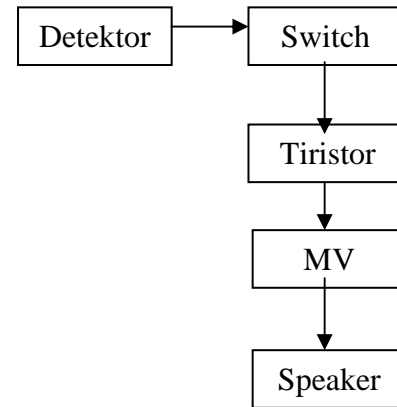 Detektor
Switch
Tiristor
MV
Speaker